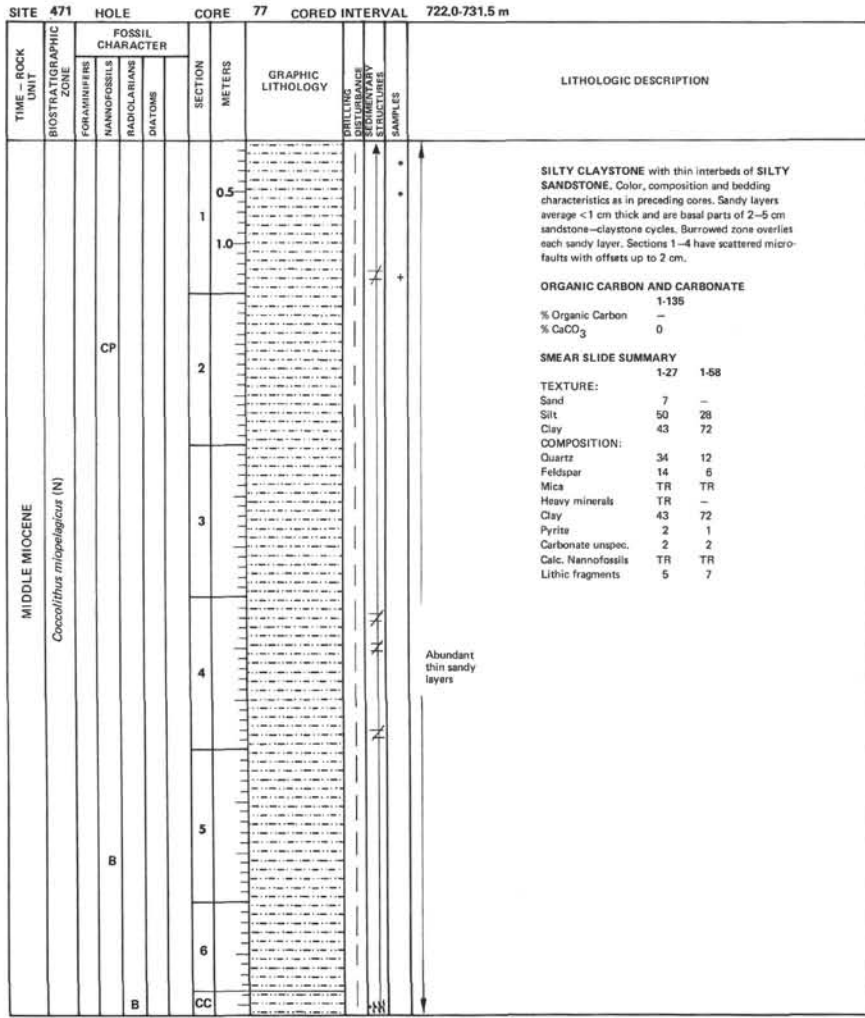 SITE 471 HOLE CORE 77 CORED INTERVAL 722.0-731.5 m
TIME – ROCK UNIT
BIOSTRATIGRAPHIC ZONE
FOSSIL CHARACTER
FORAMINIFERS
NANNOFOSSILS
RADIOLARIANS
DIATOMS
SECTION
METERS
GRAPHIC LITHOLOGY
DRILLING DISTURBANCE
SEDIMENTARY STRUCTURES
SAMPLES
LITHOLOGIC DESCRIPTION
MIDDLE MIOCENE
Coccolithus miopelagicus (N)
CP
B
B
1
0.5
1.0
2
3
4
5
6
CC
*
*
+
Abundant
thin sandy
layers
SILTY CLAYSTONE with thin interbeds of SILTY
SANDSTONE. Color, composition and bedding
characteristics as in preceding cores. Sandy layers
average <1 cm thick and are basal parts of 2–5 cm
sandstone–claystone cycles. Burrowed zone overlies
each sandy layer. Sections 1–4 have scattered micro-
faults with offsets up to 2 cm.
ORGANIC CARBON AND CARBONATE
1-135
% Organic Carbon –
% CaCO3 0
SMEAR SLIDE SUMMARY
1-27 1-58
TEXTURE:
Sand 7 –
Silt 50 28
Clay 43 72
COMPOSITION:
Quartz 34 12
Feldspar 14 6
Mica TR TR
Heavy minerals TR –
Clay 43 72
Pyrite 2 1
Carbonate unspec. 2 2
Calc. Nannofossils TR TR
Lithic fragments 5 7